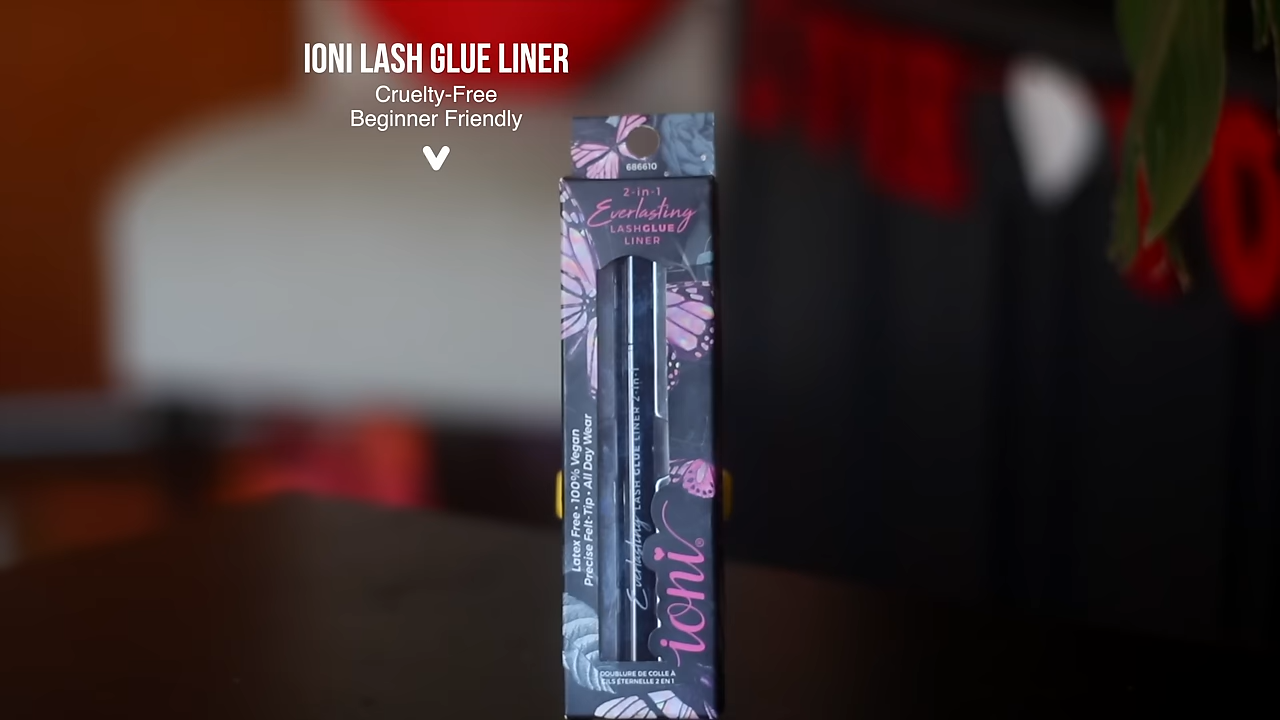 IONI LASH GLUE LINER
Cruelty-Free
Beginner Friendly
686610
2-in-1
Everlasting
LASHGLUE
LINER
Everlasting LASH GLUE LINER 2-in-1
Latex Free • 100% Vegan
Precise Felt-Tip • All Day Wear
ioni®
DOUBLURE DE COLLE À
CILS ÉTERNELLE 2 EN 1